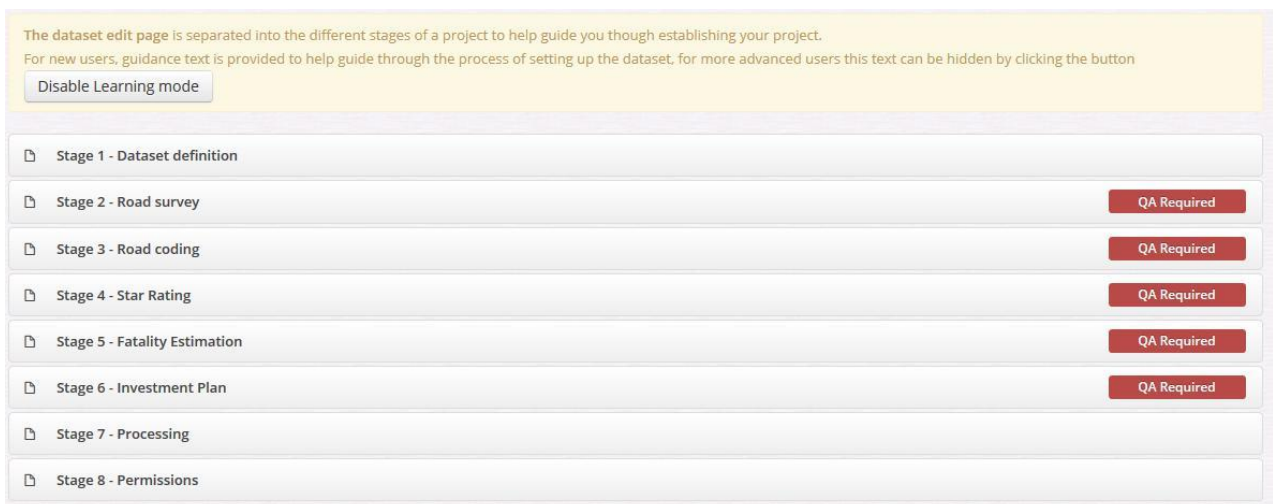 The dataset edit page is separated into the different stages of a project to help guide you though establishing your project.
For new users, guidance text is provided to help guide through the process of setting up the dataset, for more advanced users this text can be hidden by clicking the button
Disable Learning mode
Stage 1 - Dataset definition
Stage 2 - Road survey QA Required
Stage 3 - Road coding QA Required
Stage 4 - Star Rating QA Required
Stage 5 - Fatality Estimation QA Required
Stage 6 - Investment Plan QA Required
Stage 7 - Processing
Stage 8 - Permissions